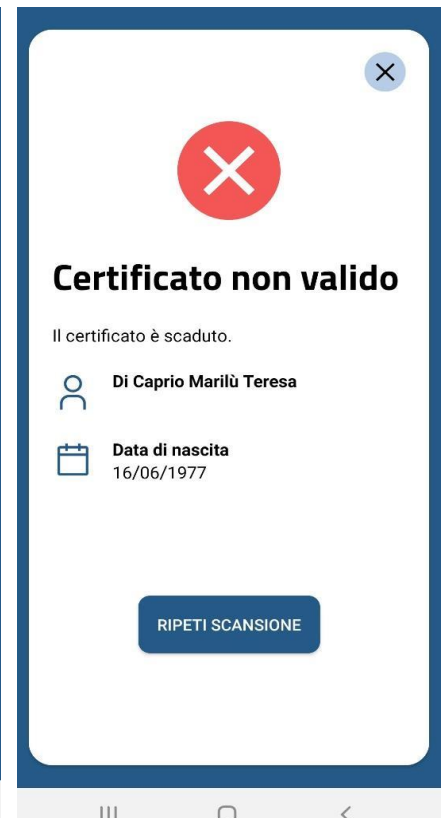 Certificato non valido
Il certificato è scaduto.
Di Caprio Marilù Teresa
Data di nascita
16/06/1977
RIPETI SCANSIONE